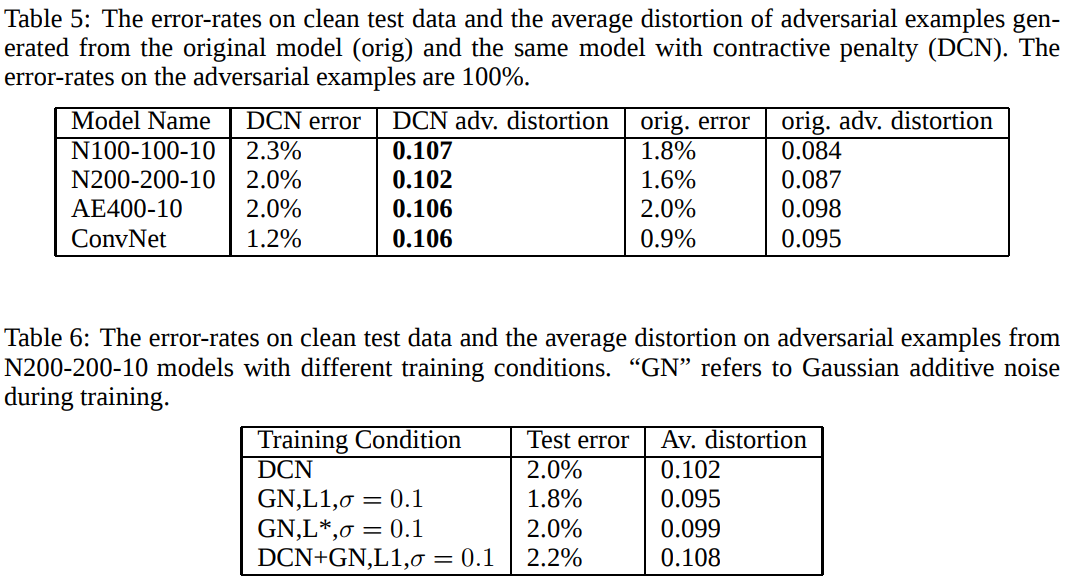 Table 5: The error-rates on clean test data and the average distortion of adversarial examples gen-
erated from the original model (orig) and the same model with contractive penalty (DCN). The
error-rates on the adversarial examples are 100%.
Model Name DCN error DCN adv. distortion orig. error orig. adv. distortion
N100-100-10 2.3% 0.107 1.8% 0.084
N200-200-10 2.0% 0.102 1.6% 0.087
AE400-10 2.0% 0.106 2.0% 0.098
ConvNet 1.2% 0.106 0.9% 0.095
Table 6: The error-rates on clean test data and the average distortion on adversarial examples from
N200-200-10 models with different training conditions. “GN” refers to Gaussian additive noise
during training.
Training Condition Test error Av. distortion
DCN 2.0% 0.102
GN,L1,σ = 0.1 1.8% 0.095
GN,L*,σ = 0.1 2.0% 0.099
DCN+GN,L1,σ = 0.1 2.2% 0.108